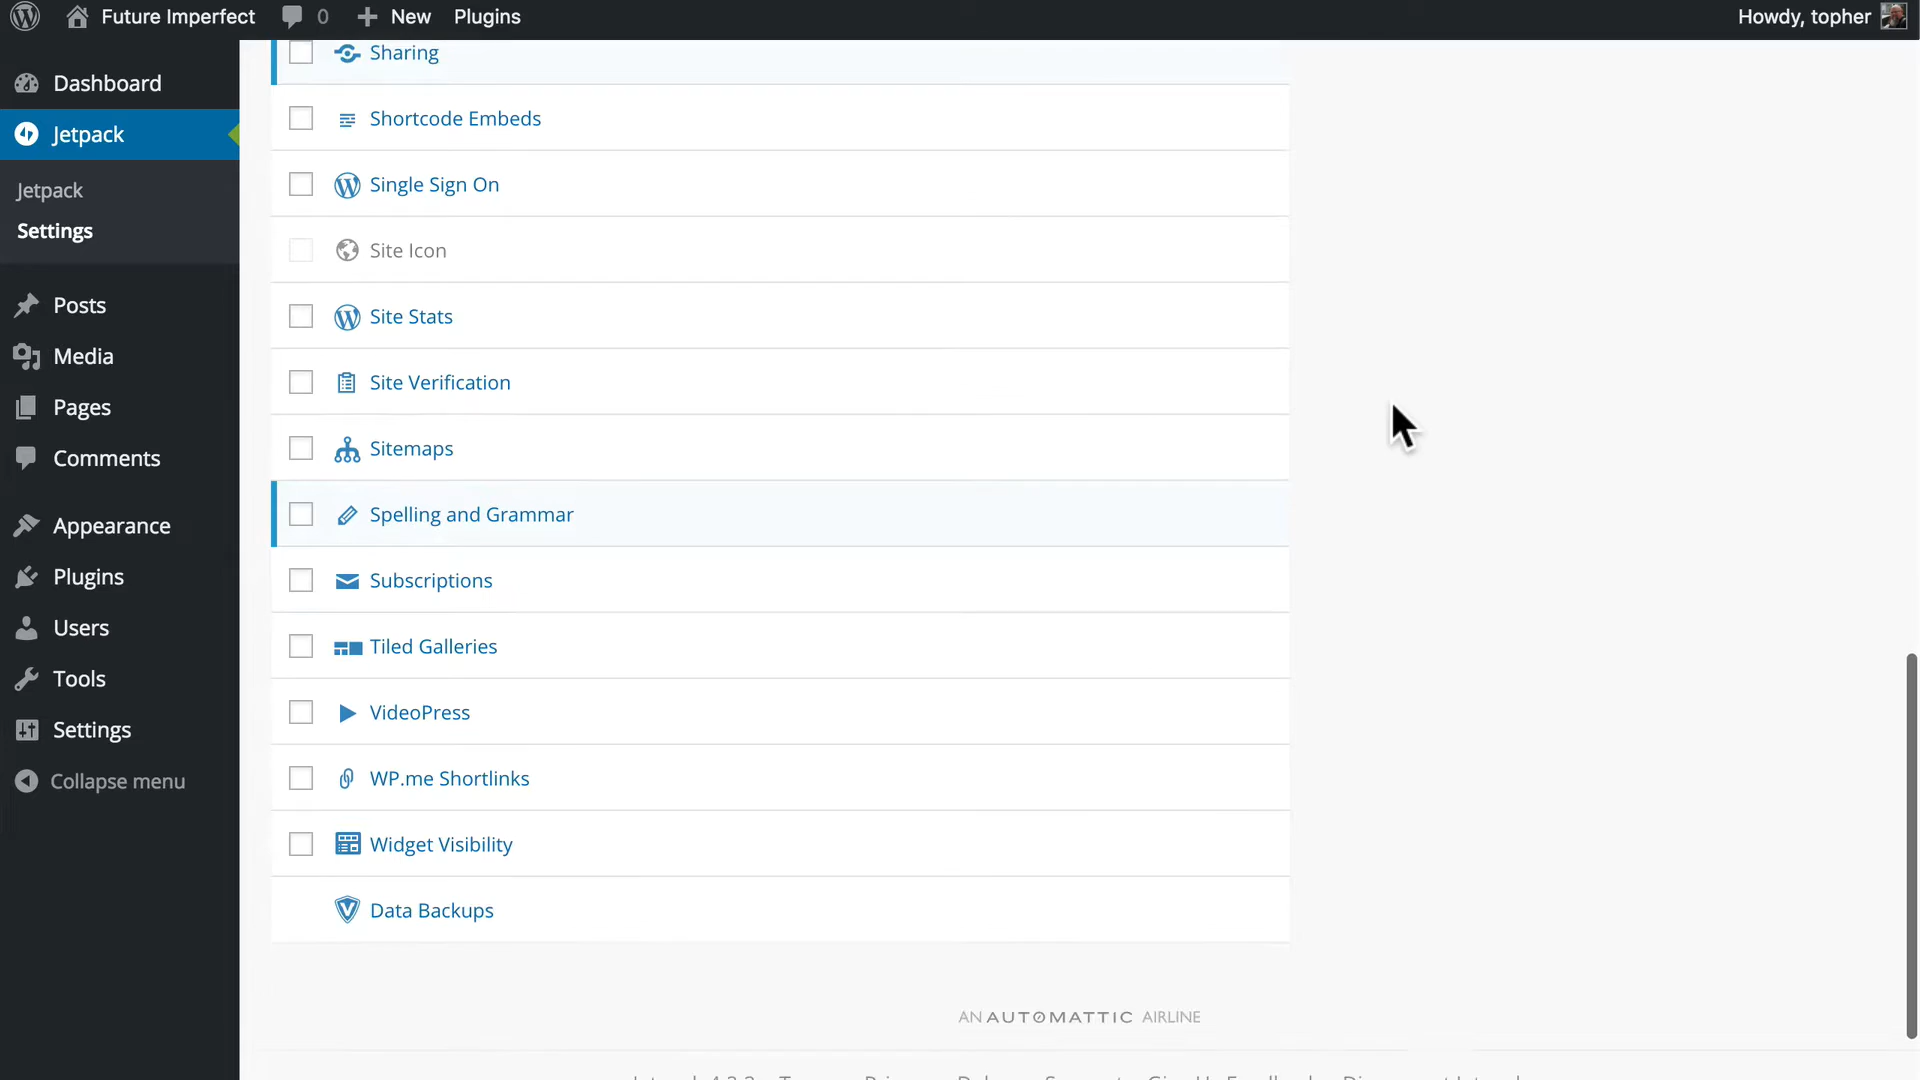 Future Imperfect 0 New Plugins Howdy, topher
Dashboard
Jetpack
Jetpack
Settings
Posts
Media
Pages
Comments
Appearance
Plugins
Users
Tools
Settings
Collapse menu
Sharing
Shortcode Embeds
Single Sign On
Site Icon
Site Stats
Site Verification
Sitemaps
Spelling and Grammar
Subscriptions
Tiled Galleries
VideoPress
WP.me Shortlinks
Widget Visibility
Data Backups
AN AUTOMATTIC AIRLINE